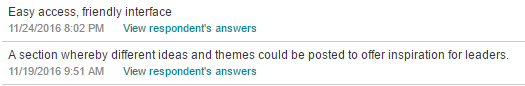 Easy access, friendly interface
11/24/2016 8:02 PM View respondent's answers
A section whereby different ideas and themes could be posted to offer inspiration for leaders.
11/19/2016 9:51 AM View respondent's answers